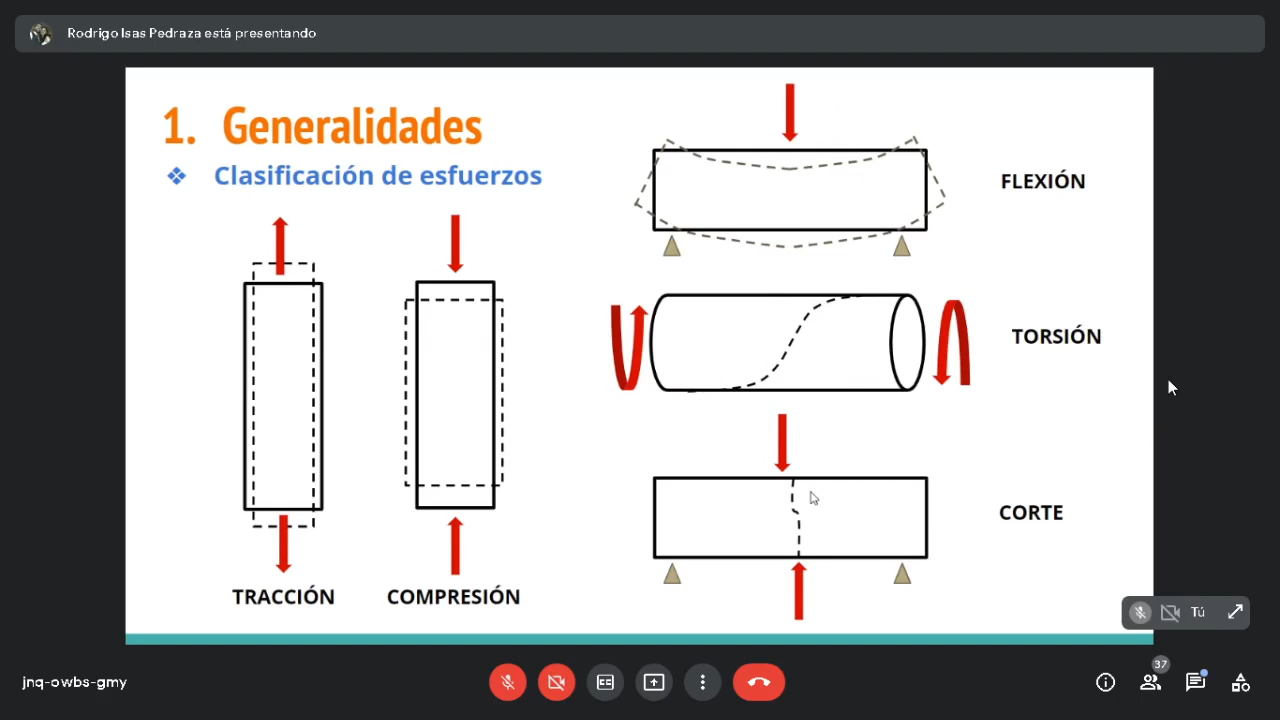 Rodrigo Isas Pedraza está presentando
1. Generalidades
❖ Clasificación de esfuerzos
FLEXIÓN
TORSIÓN
CORTE
TRACCIÓN
COMPRESIÓN
Tú
jnq-owbs-gmy
37